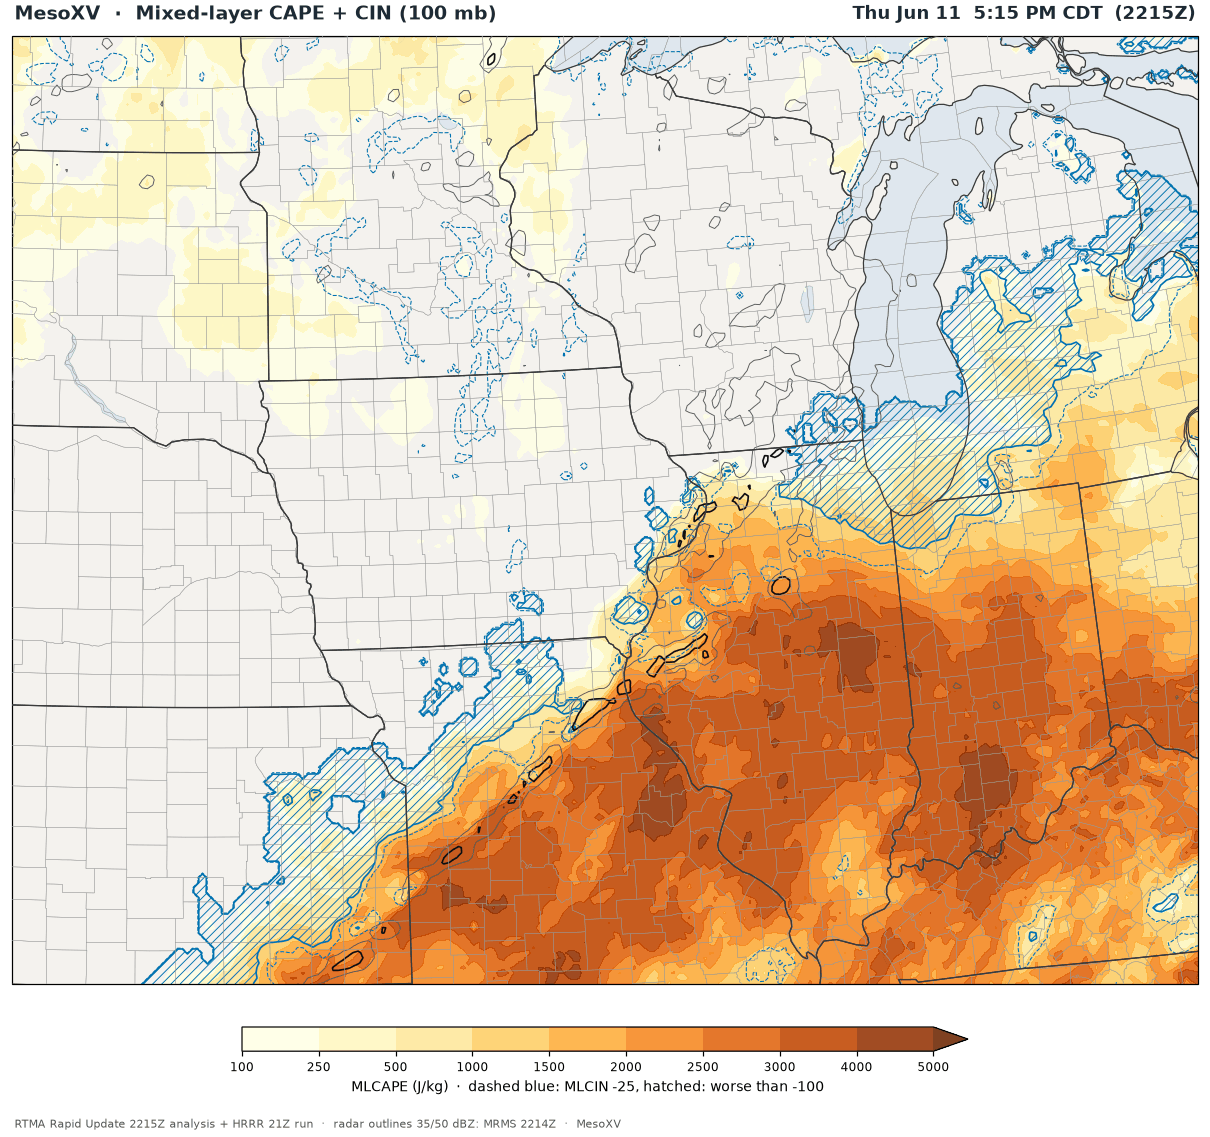 MesoXV · Mixed-layer CAPE + CIN (100 mb)
Thu Jun 11 5:15 PM CDT (2215Z)
100 250 500 1000 1500 2000 2500 3000 4000 5000
MLCAPE (J/kg) · dashed blue: MLCIN -25, hatched: worse than -100
RTMA Rapid Update 2215Z analysis + HRRR 21Z run · radar outlines 35/50 dBZ: MRMS 2214Z · MesoXV